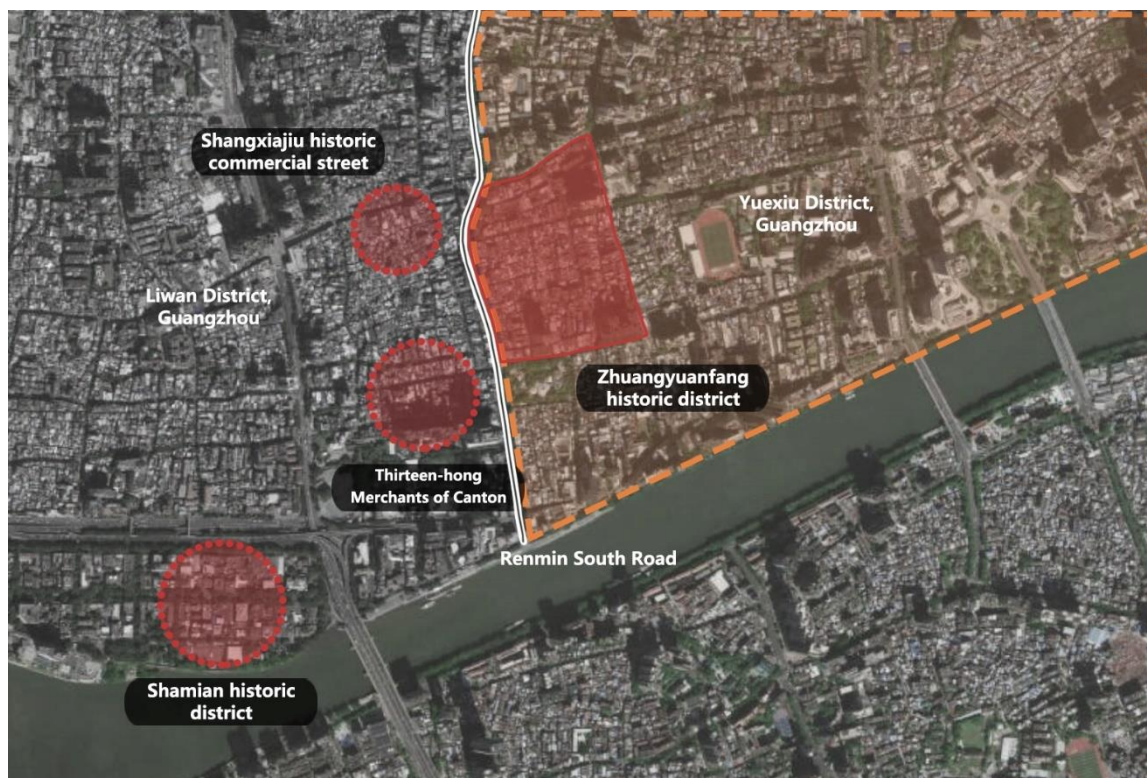 Shangxiajiu historic
commercial street
Yuexiu District,
Guangzhou
Liwan District,
Guangzhou
Zhuangyuanfang
historic district
Thirteen-hong
Merchants of Canton
Renmin South Road
Shamian historic
district